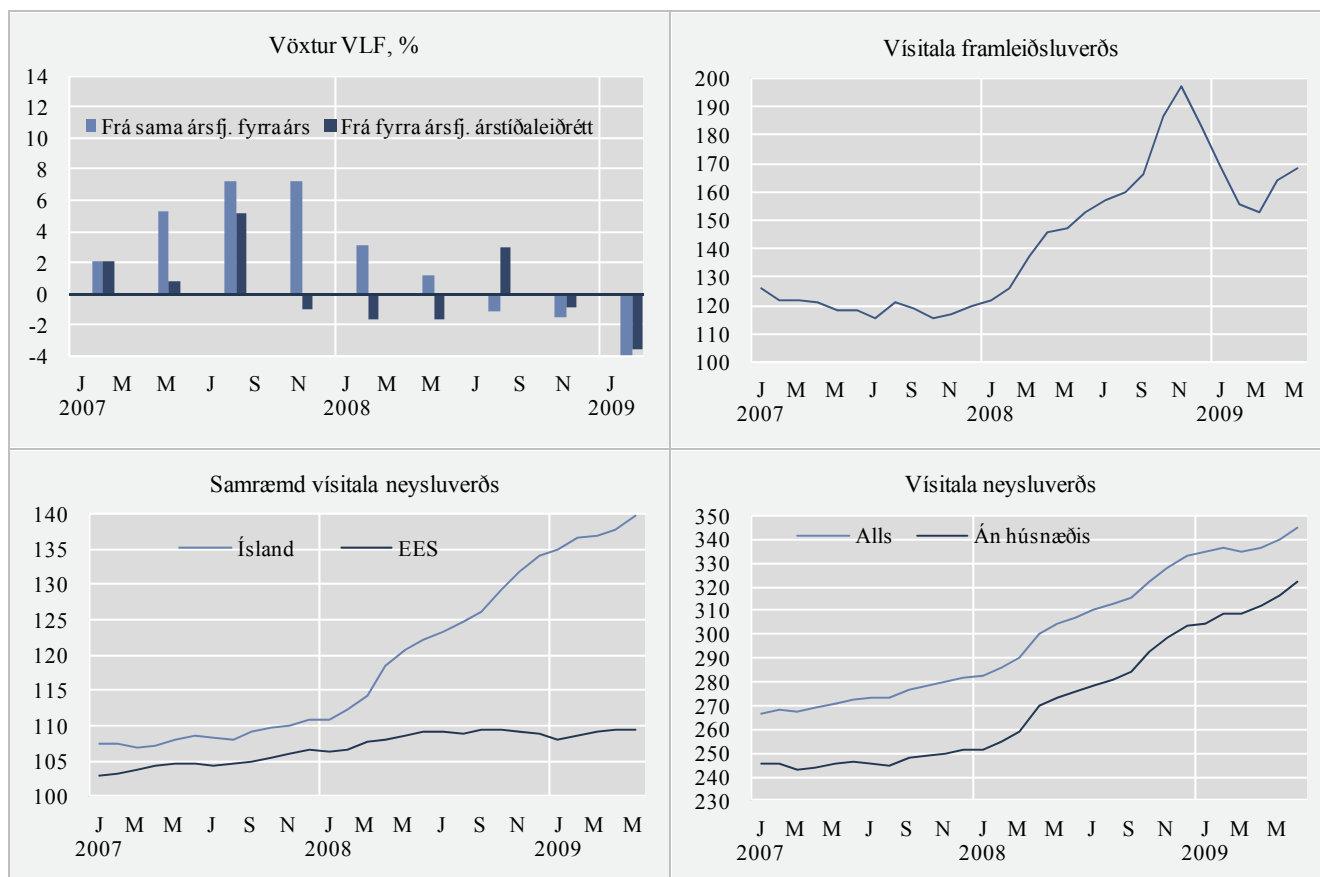 Vöxtur VLF, %
14
12
10
8
6
4
2
0
-2
-4
Frá sama ársfj. fyrra árs Frá fyrra ársfj. árstíðaleiðrétt
J M M J S N J M M J S N J
2007 2008 2009
Vísitala framleiðsluverðs
200
190
180
170
160
150
140
130
120
110
100
J M M J S N J M M J S N J M M
2007 2008 2009
Samræmd vísitala neysluverðs
140
135
130
125
120
115
110
105
100
Ísland EES
J M M J S N J M M J S N J M M
2007 2008 2009
Vísitala neysluverðs
350
340
330
320
310
300
290
280
270
260
250
240
230
Alls Án húsnæðis
J M M J S N J M M J S N J M M
2007 2008 2009